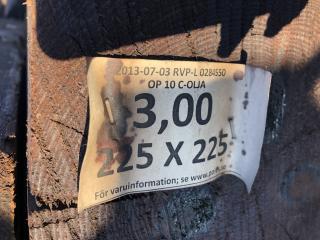 2013-07-03 RVP-L 0284550
OP 10 C-OLJA
3,00
225 X 225
För varuinformation; se www.